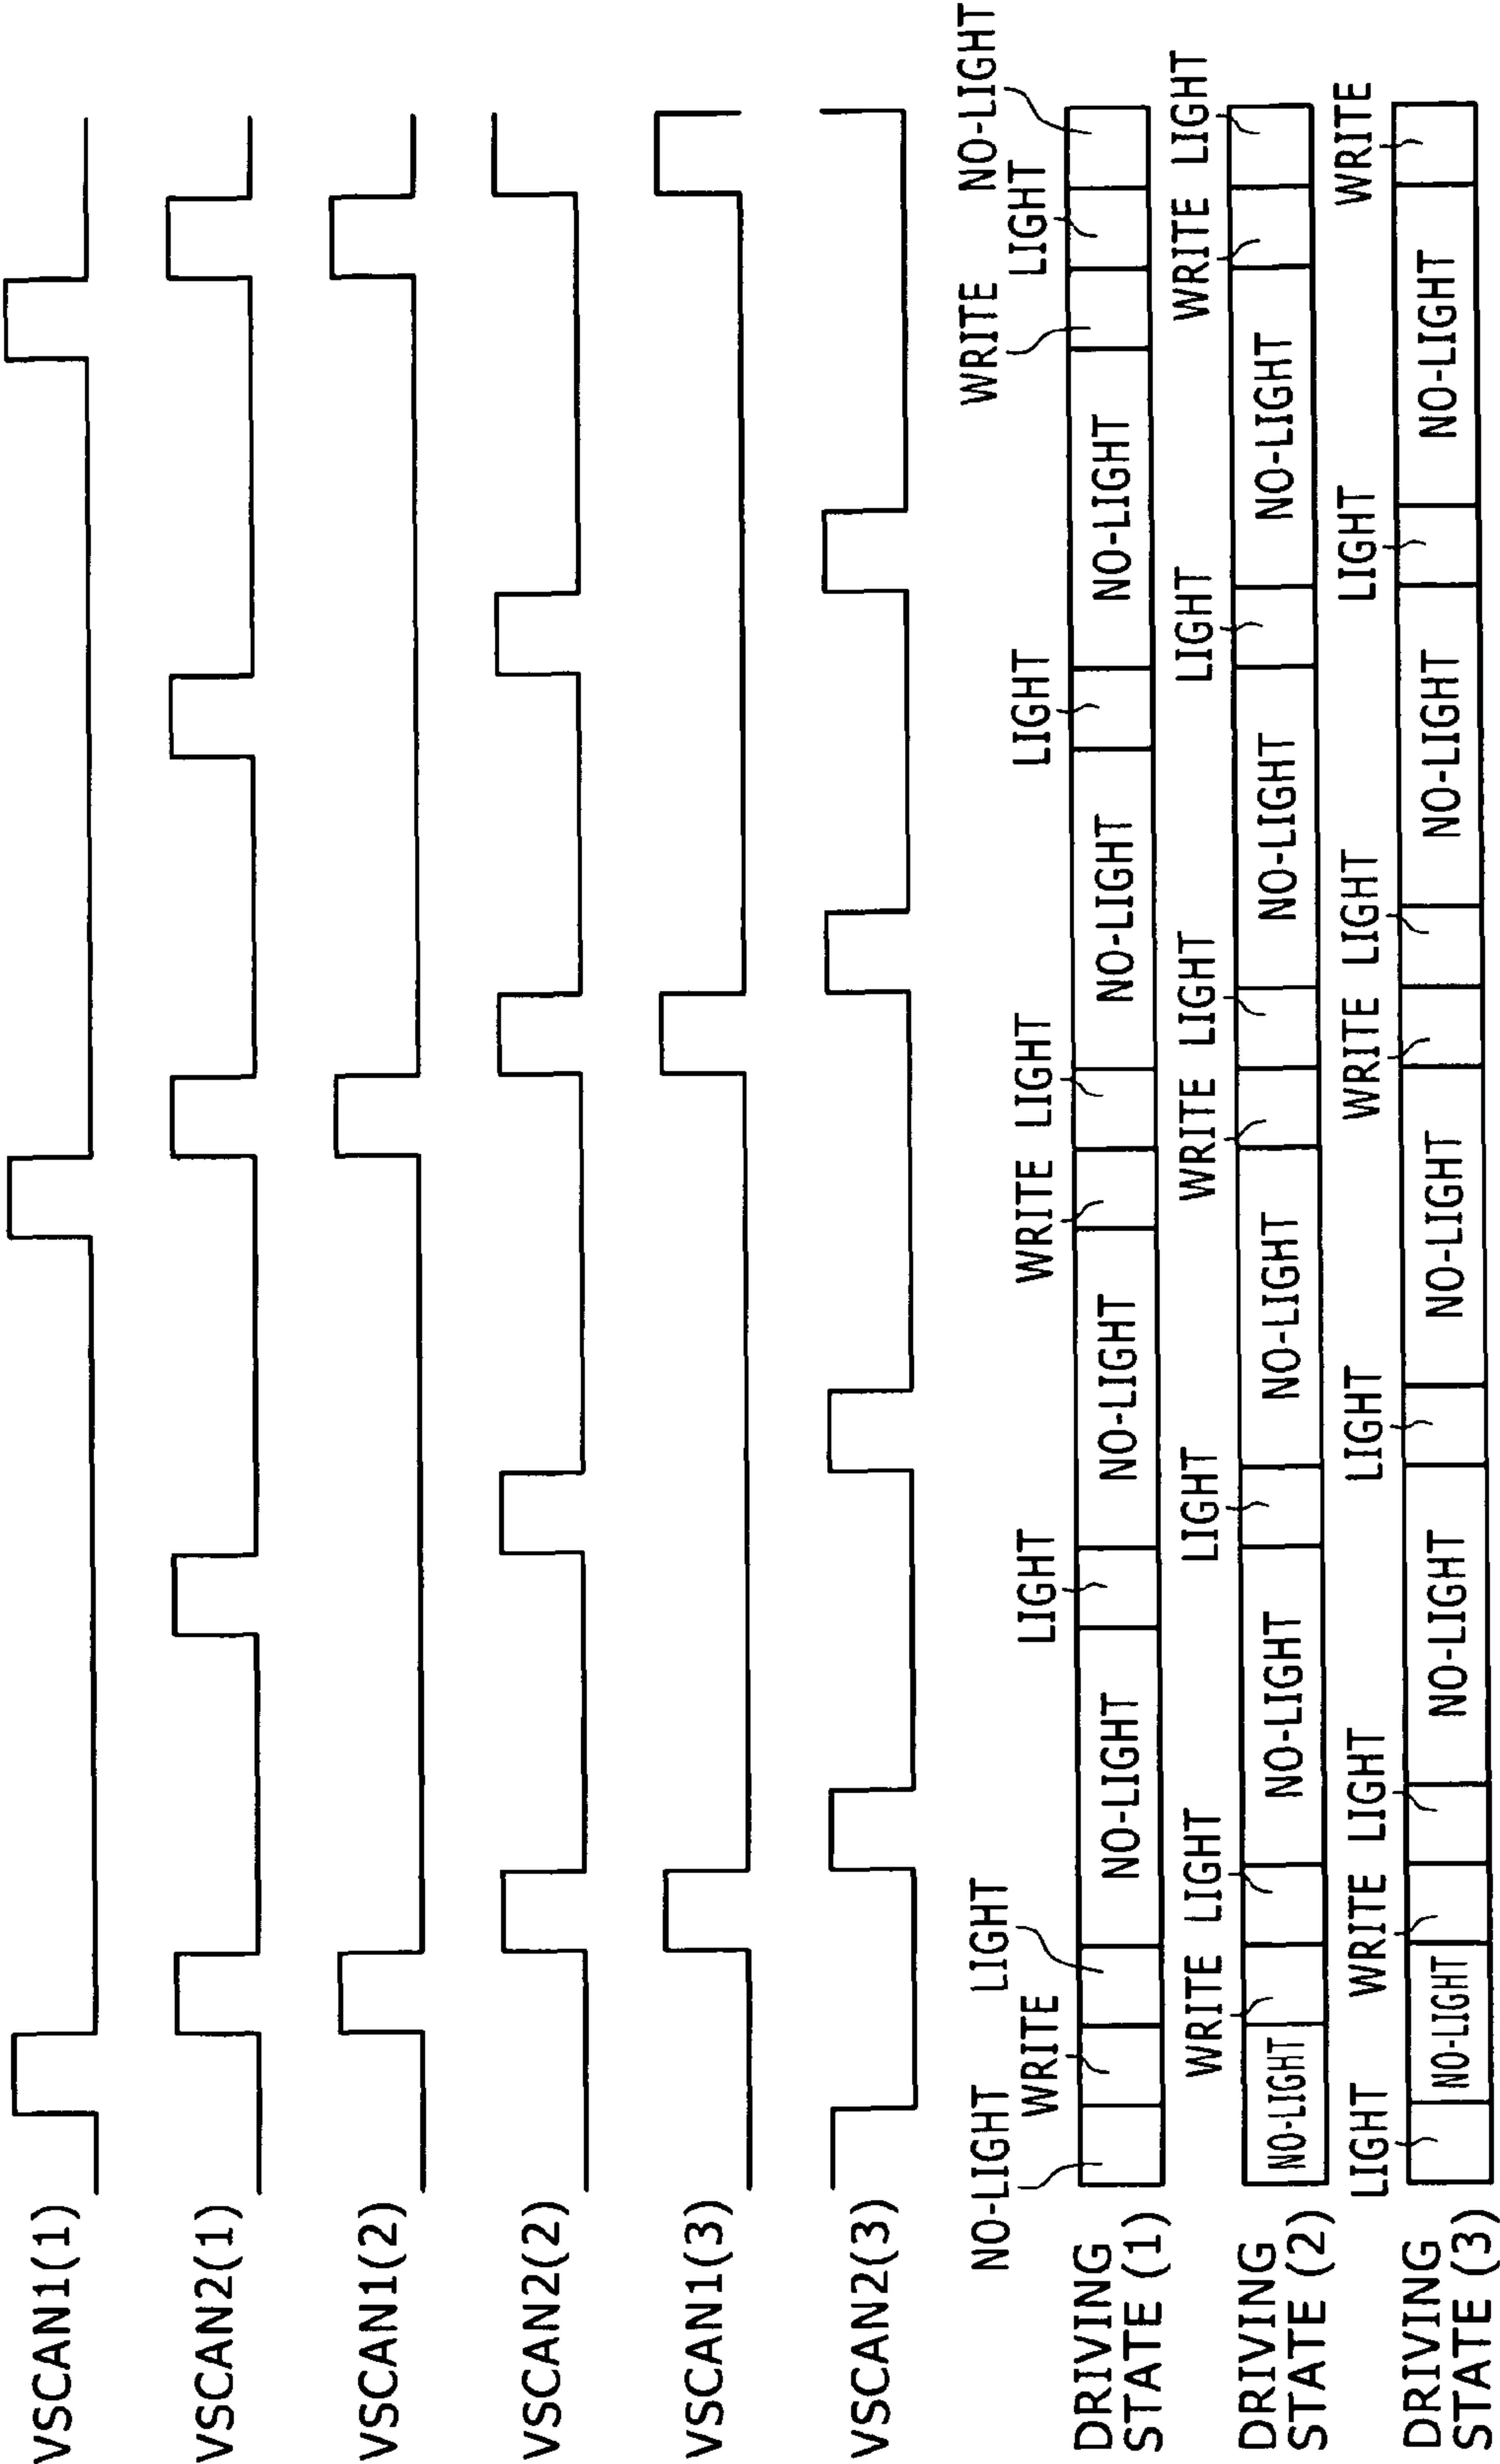 VSCAN1(1)
VSCAN2(1)
VSCAN1(2)
VSCAN2(2)
VSCAN1(3)
VSCAN2(3)
NO-LIGHT LIGHT WRITE NO-LIGHT
WRITE LIGHT WRITE LIGHT LIGHT LIGHT
DRIVING
STATE (1)
NO-LIGHT NO-LIGHT NO-LIGHT NO-LIGHT
WRITE LIGHT LIGHT WRITE LIGHT LIGHT WRITE LIGHT
DRIVING
STATE (2)
NO-LIGHT NO-LIGHT NO-LIGHT NO-LIGHT NO-LIGHT
LIGHT WRITE LIGHT LIGHT WRITE LIGHT LIGHT WRITE
DRIVING
STATE (3)
NO-LIGHT NO-LIGHT NO-LIGHT NO-LIGHT NO-LIGHT